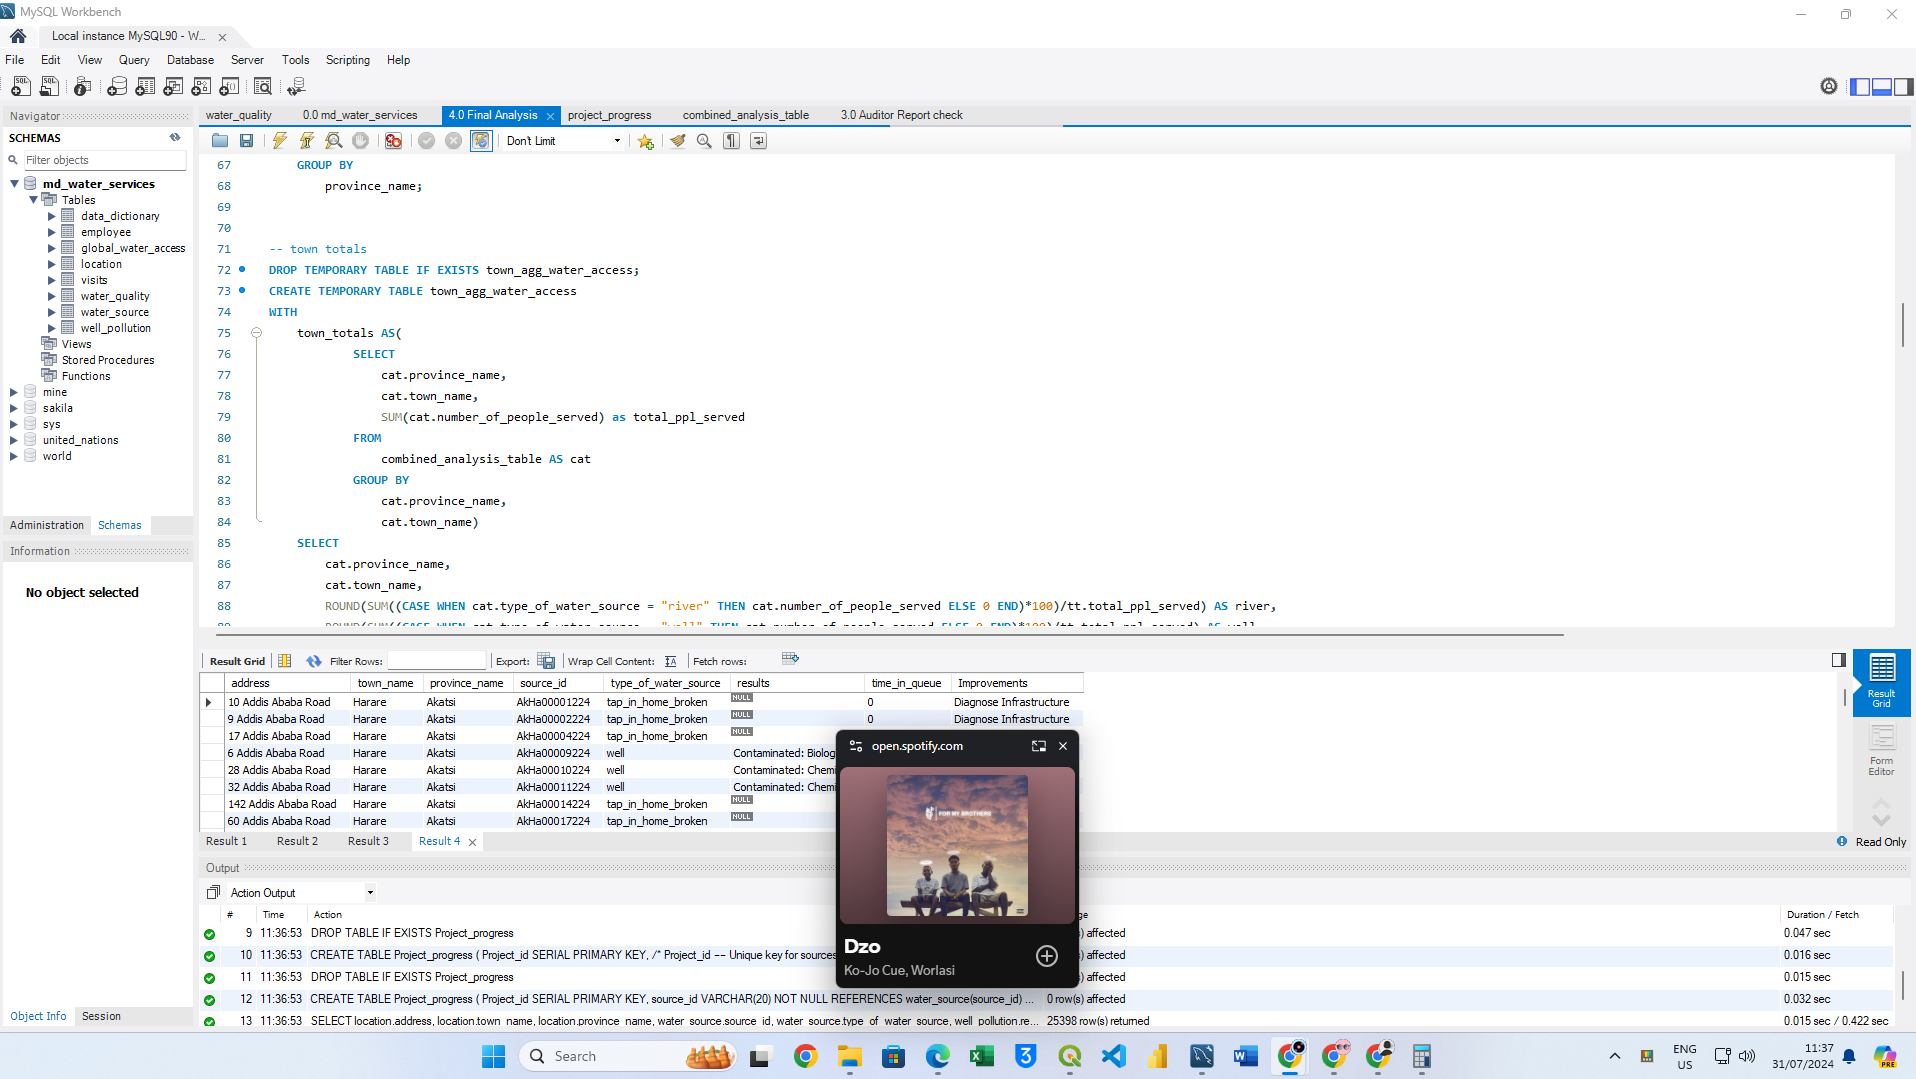 MySQL Workbench
Local instance MySQL90 - W...
File Edit View Query Database Server Tools Scripting Help
Navigator
SCHEMAS
Filter objects
md_water_services
Tables
data_dictionary
employee
global_water_access
location
visits
water_quality
water_source
well_pollution
Views
Stored Procedures
Functions
mine
sakila
sys
united_nations
world
Administration Schemas
Information
No object selected
Object Info Session
water_quality 0.0 md_water_services 4.0 Final Analysis project_progress combined_analysis_table 3.0 Auditor Report check
Don't Limit
67 GROUP BY
68 province_name;
69
70
71 -- town totals
72 DROP TEMPORARY TABLE IF EXISTS town_agg_water_access;
73 CREATE TEMPORARY TABLE town_agg_water_access
74 WITH
75 town_totals AS(
76 SELECT
77 cat.province_name,
78 cat.town_name,
79 SUM(cat.number_of_people_served) as total_ppl_served
80 FROM
81 combined_analysis_table AS cat
82 GROUP BY
83 cat.province_name,
84 cat.town_name)
85 SELECT
86 cat.province_name,
87 cat.town_name,
88 ROUND(SUM((CASE WHEN cat.type_of_water_source = "river" THEN cat.number_of_people_served ELSE 0 END)*100)/tt.total_ppl_served) AS river,
Result Grid Filter Rows: Export: Wrap Cell Content: Fetch rows:
address town_name province_name source_id type_of_water_source results time_in_queue Improvements
10 Addis Ababa Road Harare Akatsi AkHa00001224 tap_in_home_broken NULL 0 Diagnose Infrastructure
9 Addis Ababa Road Harare Akatsi AkHa00002224 tap_in_home_broken NULL 0 Diagnose Infrastructure
17 Addis Ababa Road Harare Akatsi AkHa00004224 tap_in_home_broken NULL
6 Addis Ababa Road Harare Akatsi AkHa00009224 well Contaminated: Biolog
28 Addis Ababa Road Harare Akatsi AkHa00010224 well Contaminated: Chemi
32 Addis Ababa Road Harare Akatsi AkHa00011224 well Contaminated: Chemi
142 Addis Ababa Road Harare Akatsi AkHa00014224 tap_in_home_broken NULL
60 Addis Ababa Road Harare Akatsi AkHa00017224 tap_in_home_broken NULL
Result Grid
Form Editor
Result 1 Result 2 Result 3 Result 4
Read Only
Output
Action Output
# Time Action ge Duration / Fetch
9 11:36:53 DROP TABLE IF EXISTS Project_progress ) affected 0.047 sec
10 11:36:53 CREATE TABLE Project_progress ( Project_id SERIAL PRIMARY KEY, /* Project_id −− Unique key for sources ) affected 0.016 sec
11 11:36:53 DROP TABLE IF EXISTS Project_progress ) affected 0.015 sec
12 11:36:53 CREATE TABLE Project_progress ( Project_id SERIAL PRIMARY KEY, source_id VARCHAR(20) NOT NULL REFERENCES water_source(source_id) ... 0 row(s) affected 0.032 sec
13 11:36:53 SELECT location.address, location.town_name, location.province_name, water_source.source_id, water_source.type_of_water_source, well_pollution.re... 25398 row(s) returned 0.015 sec / 0.422 sec
open.spotify.com
FOR MY BROTHERS
Dzo
Ko-Jo Cue, Worlasi
Search
ENG
US
11:37
31/07/2024
PRE